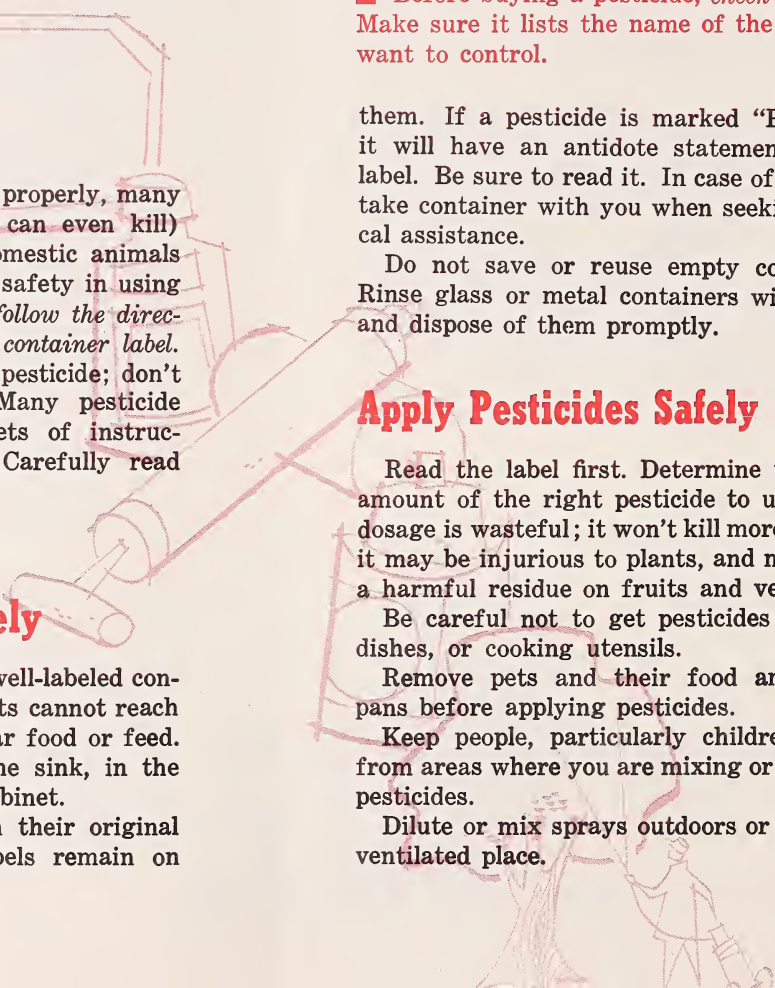 properly, many
can even kill)
mestic animals
safety in using
follow the direc-
container label.
pesticide; don't
Many pesticide
ets of instruc-
Carefully read
ely
well-labeled con-
ts cannot reach
ar food or feed.
ne sink, in the
binet.
their original
bels remain on
Before buying a pesticide,
Make sure it lists the name of the
want to control.
them. If a pesticide is marked "
it will have an antidote statemen
label. Be sure to read it. In case of
take container with you when seeki
cal assistance.
Do not save or reuse empty co
Rinse glass or metal containers wi
and dispose of them promptly.
Apply Pesticides Safely
Read the label first. Determine
amount of the right pesticide to u
dosage is wasteful; it won't kill more
it may be injurious to plants, and m
a harmful residue on fruits and ve
Be careful not to get pesticides
dishes, or cooking utensils.
Remove pets and their food an
pans before applying pesticides.
Keep people, particularly childre
from areas where you are mixing or
pesticides.
Dilute or mix sprays outdoors or
ventilated place.